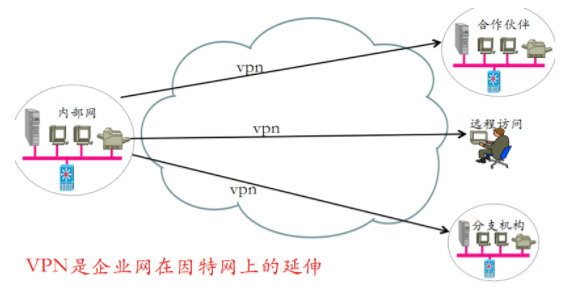 合作伙伴
vpn
内部网
vpn
远程访问
vpn
分支机构
VPN是企业网在因特网上的延伸